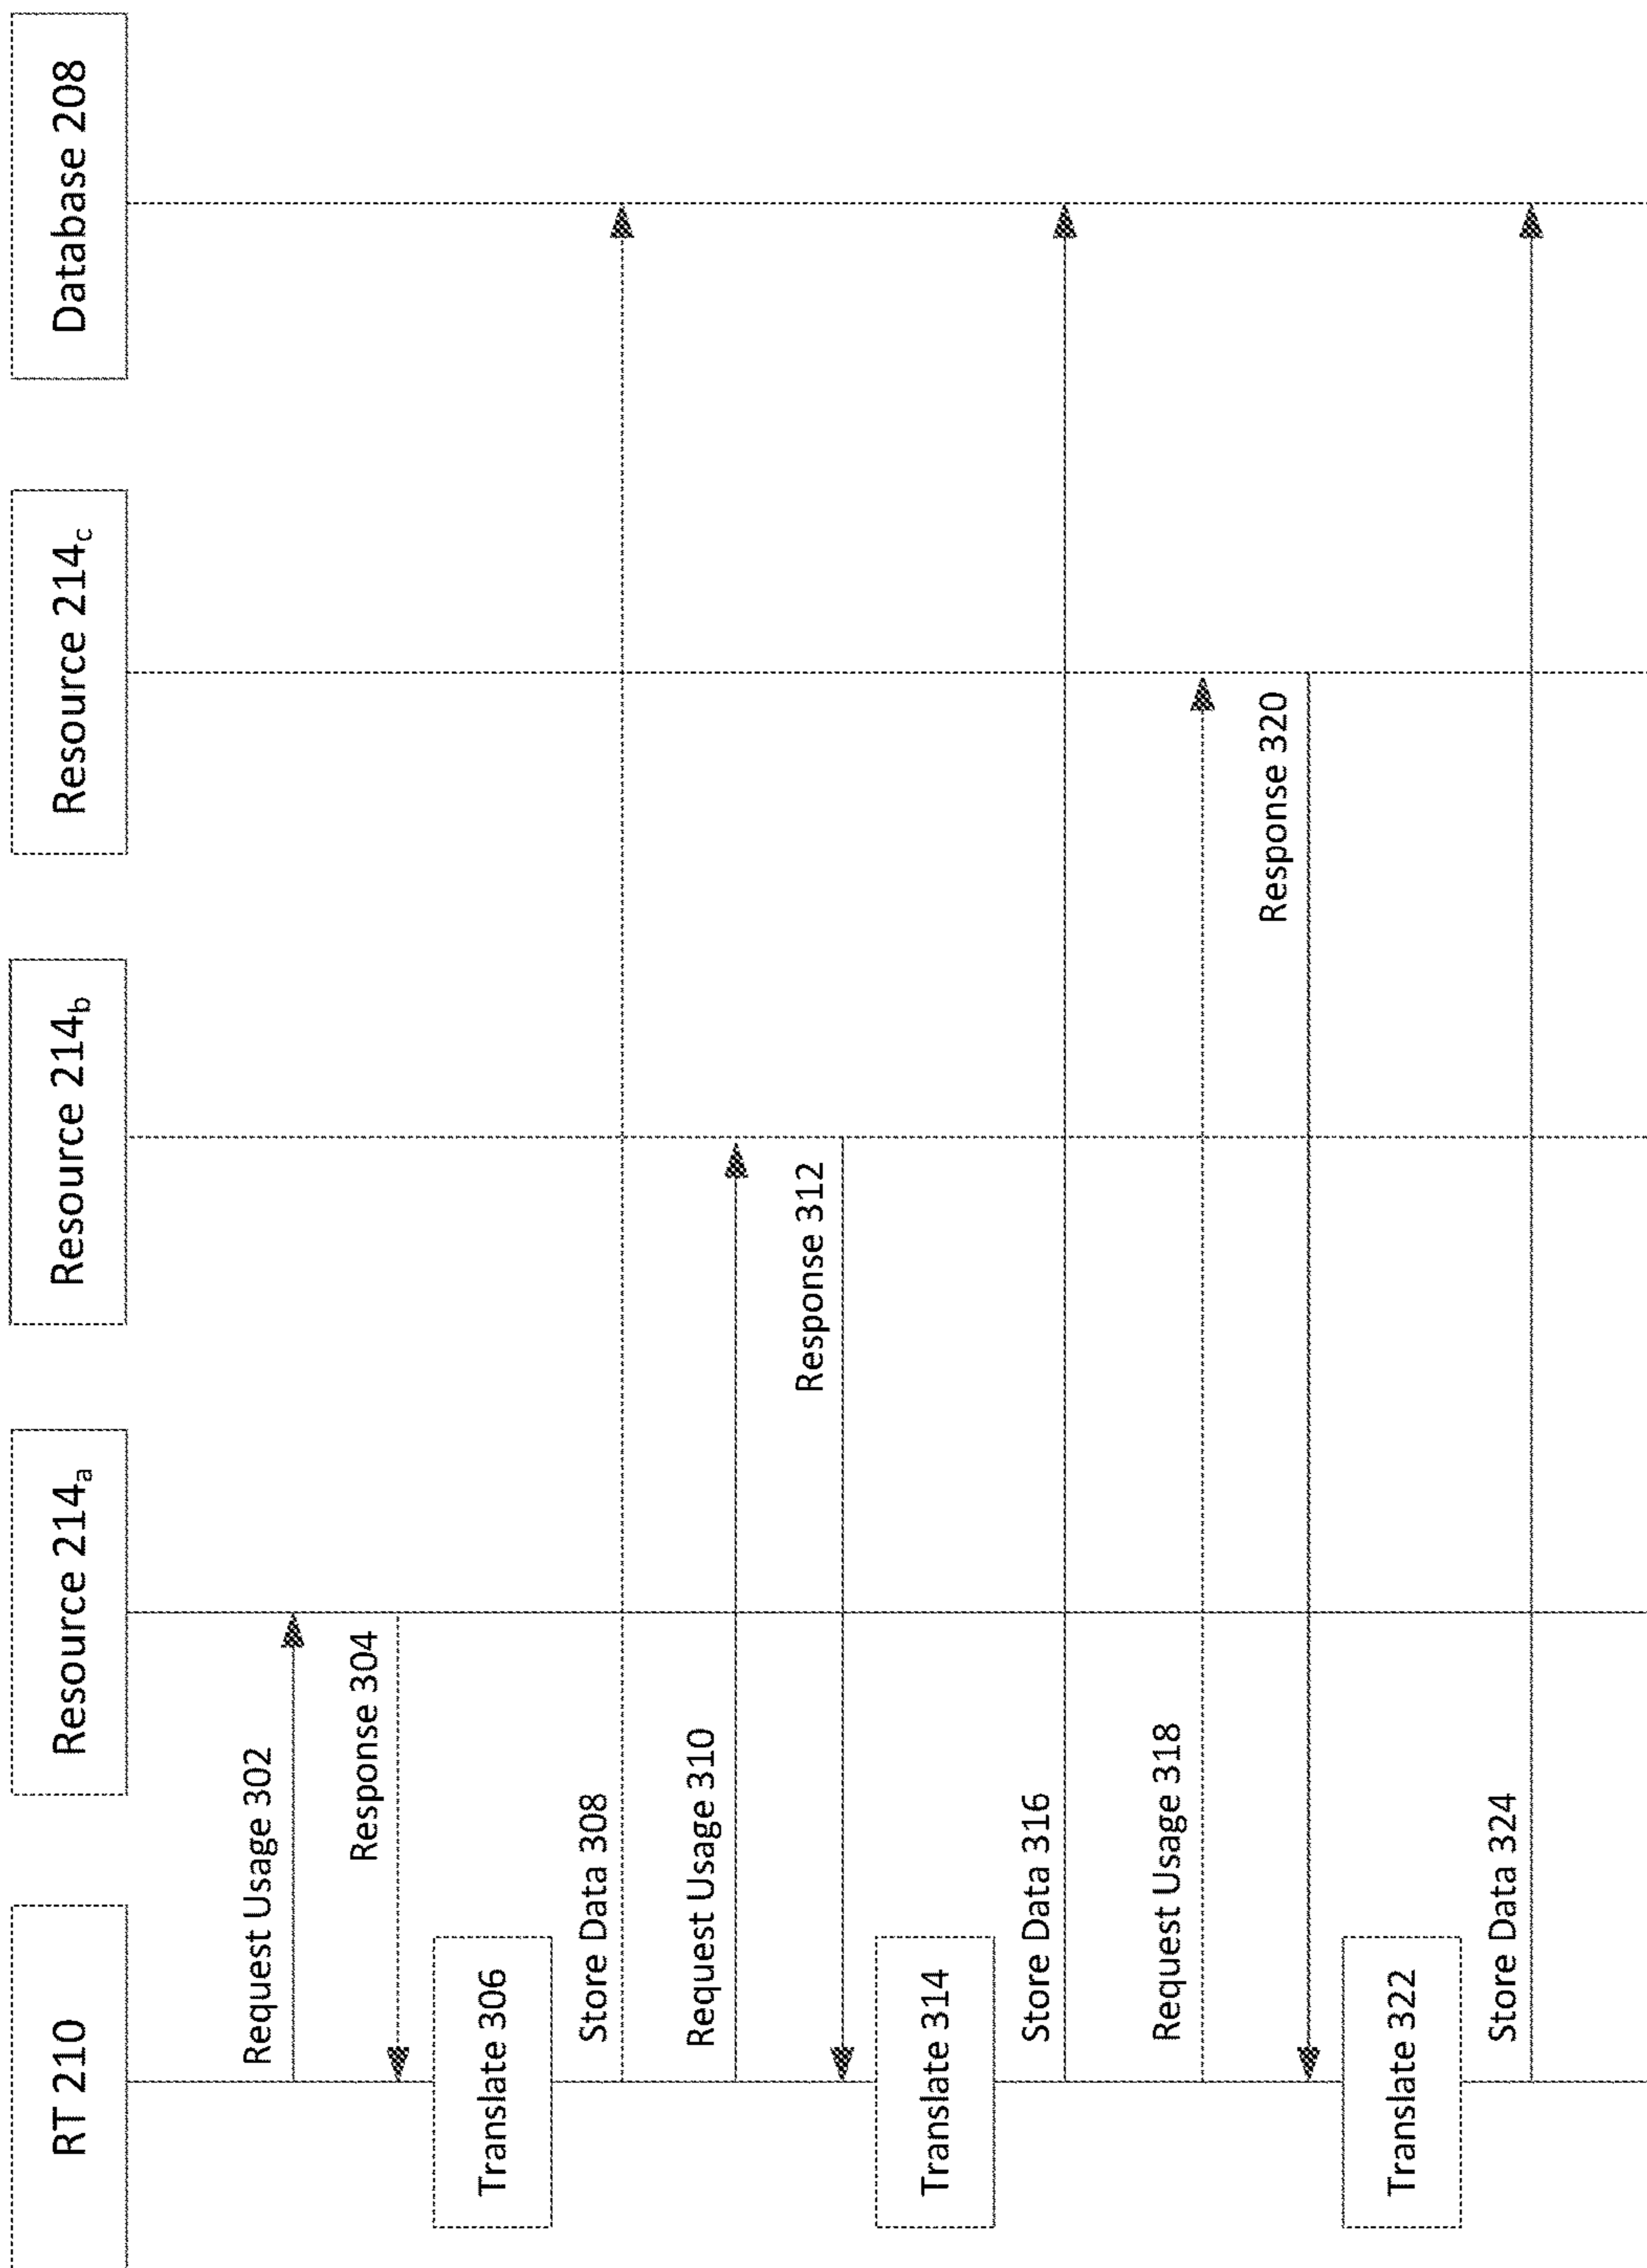 RT 210
Resource 214a
Resource 214b
Resource 214c
Database 208
Request Usage 302
Response 304
Translate 306
Store Data 308
Request Usage 310
Response 312
Translate 314
Store Data 316
Request Usage 318
Response 320
Translate 322
Store Data 324